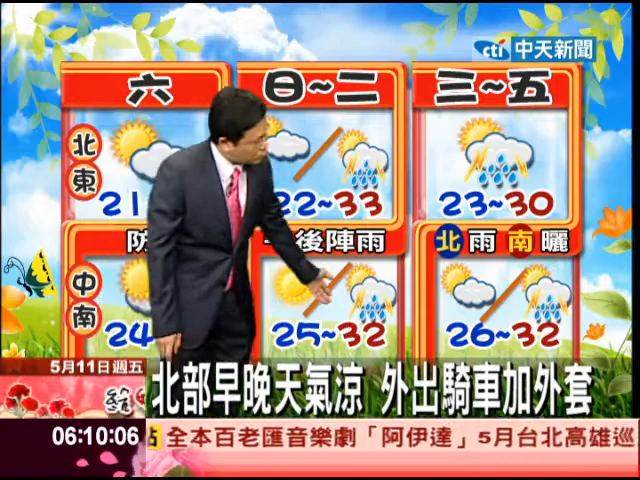 cti 中天新聞
六 日~二 三~五
北東
21 22~33 23~30
防 後陣雨 北雨南曬
中南
24 25~32 26~32
5月11日週五
北部早晚天氣涼 外出騎車加外套
06:10:06
全本百老匯音樂劇「阿伊達」5月台北高雄巡